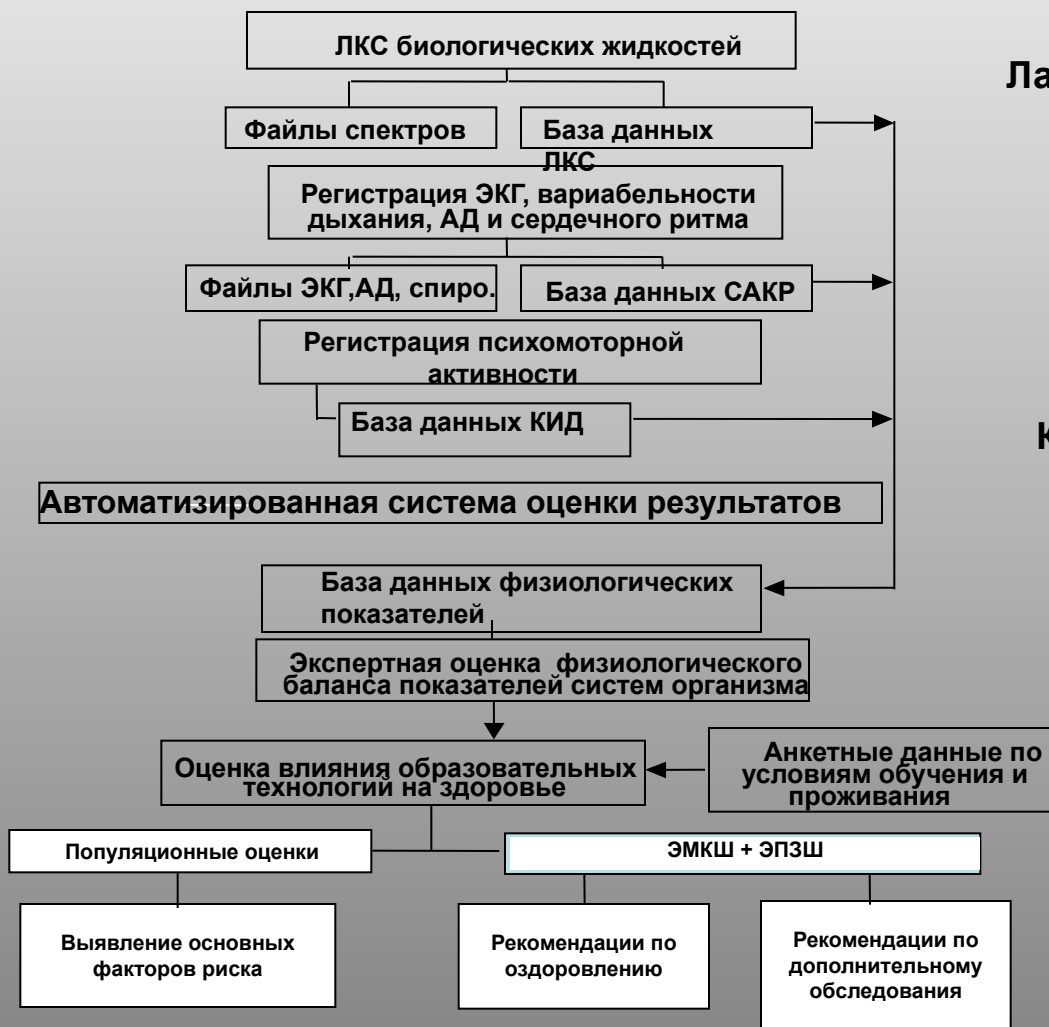 ЛКС биологических жидкостей
Ла
Файлы спектров
База данных
ЛКС
Регистрация ЭКГ, вариабельности
дыхания, АД и сердечного ритма
Файлы ЭКГ,АД, спиро.
База данных САКР
Регистрация психомоторной
активности
База данных КИД
К
Автоматизированная система оценки результатов
База данных физиологических
показателей
Экспертная оценка физиологического
баланса показателей систем организма
Оценка влияния образовательных
технологий на здоровье
Анкетные данные по
условиям обучения и
проживания
Популяционные оценки
ЭМКШ + ЭПЗШ
Выявление основных
факторов риска
Рекомендации по
оздоровлению
Рекомендации по
дополнительному
обследования